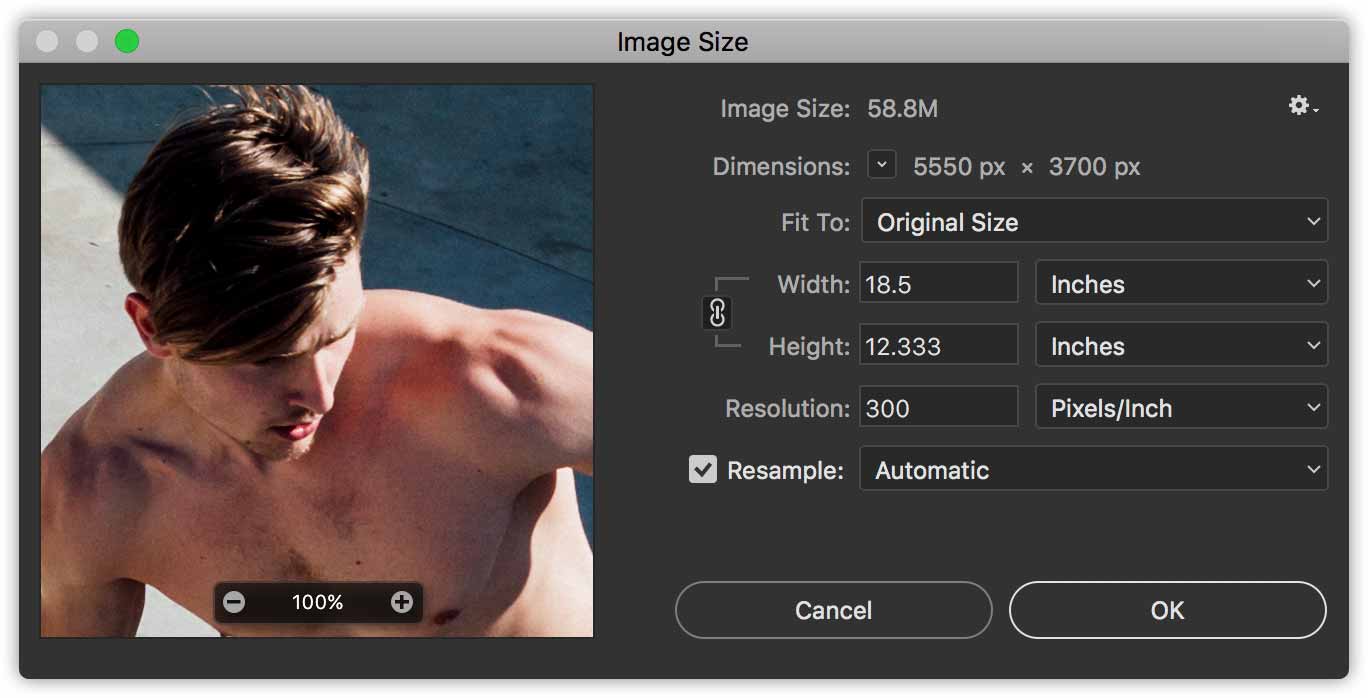 Image Size
Image Size: 58.8M
Dimensions: 5550 px × 3700 px
Fit To: Original Size
Width: 18.5 Inches
Height: 12.333 Inches
Resolution: 300 Pixels/Inch
Resample: Automatic
100%
Cancel OK